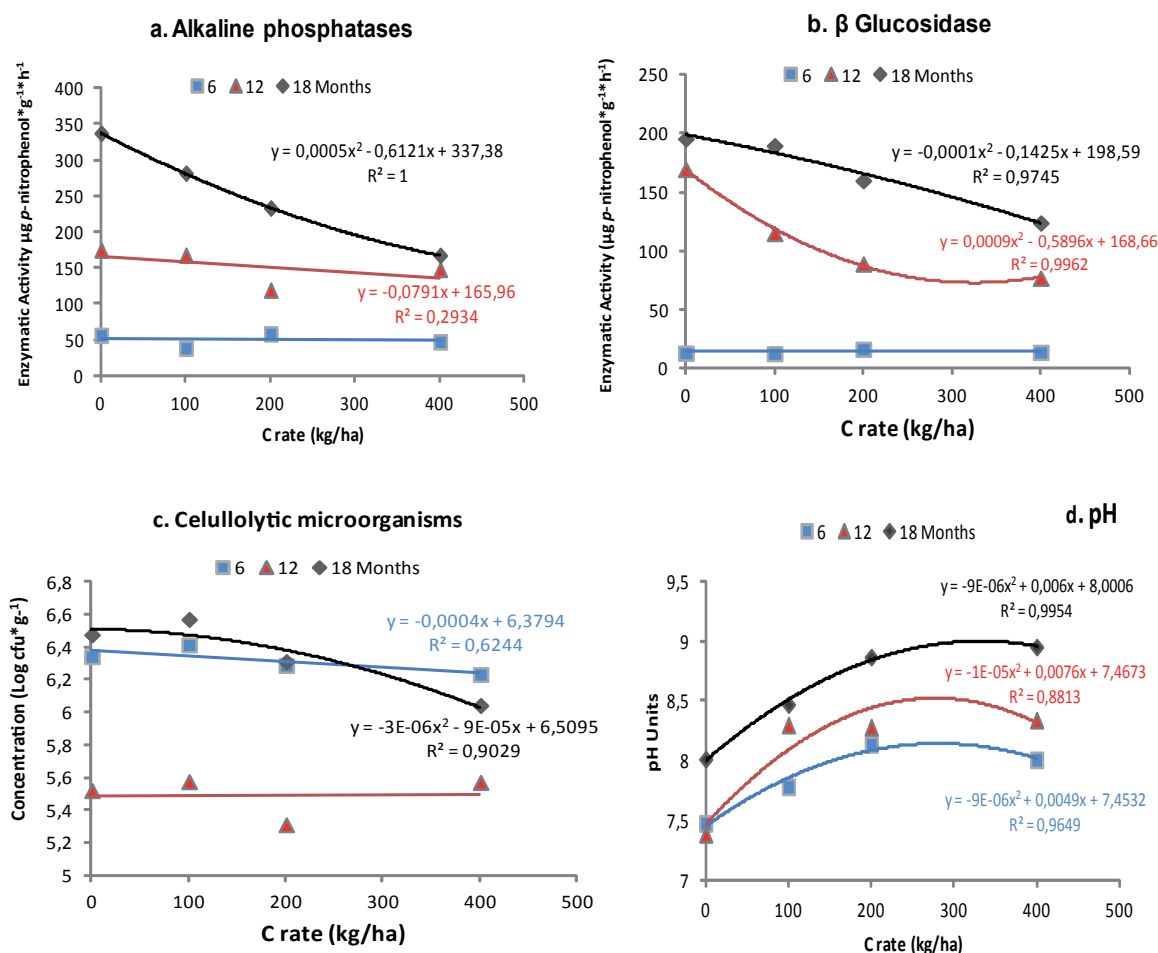 a. Alkaline phosphatases
6 12 18 Months
Enzymatic Activity µg p-nitrophenol*g-1*h-1
400
350
300
250
200
150
100
50
0
y = 0,0005x² - 0,6121x + 337,38
R² = 1
y = -0,0791x + 165,96
R² = 0,2934
0 100 200 300 400 500
C rate (kg/ha)
b. β Glucosidase
6 12 18 Months
Enzymatic Activity (µg p-nitrophenol*g-1*h-1)
250
200
150
100
50
0
y = -0,0001x² - 0,1425x + 198,59
R² = 0,9745
y = 0,0009x² - 0,5896x + 168,66
R² = 0,9962
0 100 200 300 400 500
C rate (kg/ha)
c. Celullolytic microorganisms
6 12 18 Months
Concentration (Log cfu*g-1)
6,8
6,6
6,4
6,2
6
5,8
5,6
5,4
5,2
5
y = -0,0004x + 6,3794
R² = 0,6244
y = -3E-06x² - 9E-05x + 6,5095
R² = 0,9029
0 100 200 300 400 500
C rate (kg/ha)
d. pH
6 12 18 Months
pH Units
9,5
9
8,5
8
7,5
7
y = -9E-06x² + 0,006x + 8,0006
R² = 0,9954
y = -1E-05x² + 0,0076x + 7,4673
R² = 0,8813
y = -9E-06x² + 0,0049x + 7,4532
R² = 0,9649
0 100 200 300 400 500
C rate (kg/ha)